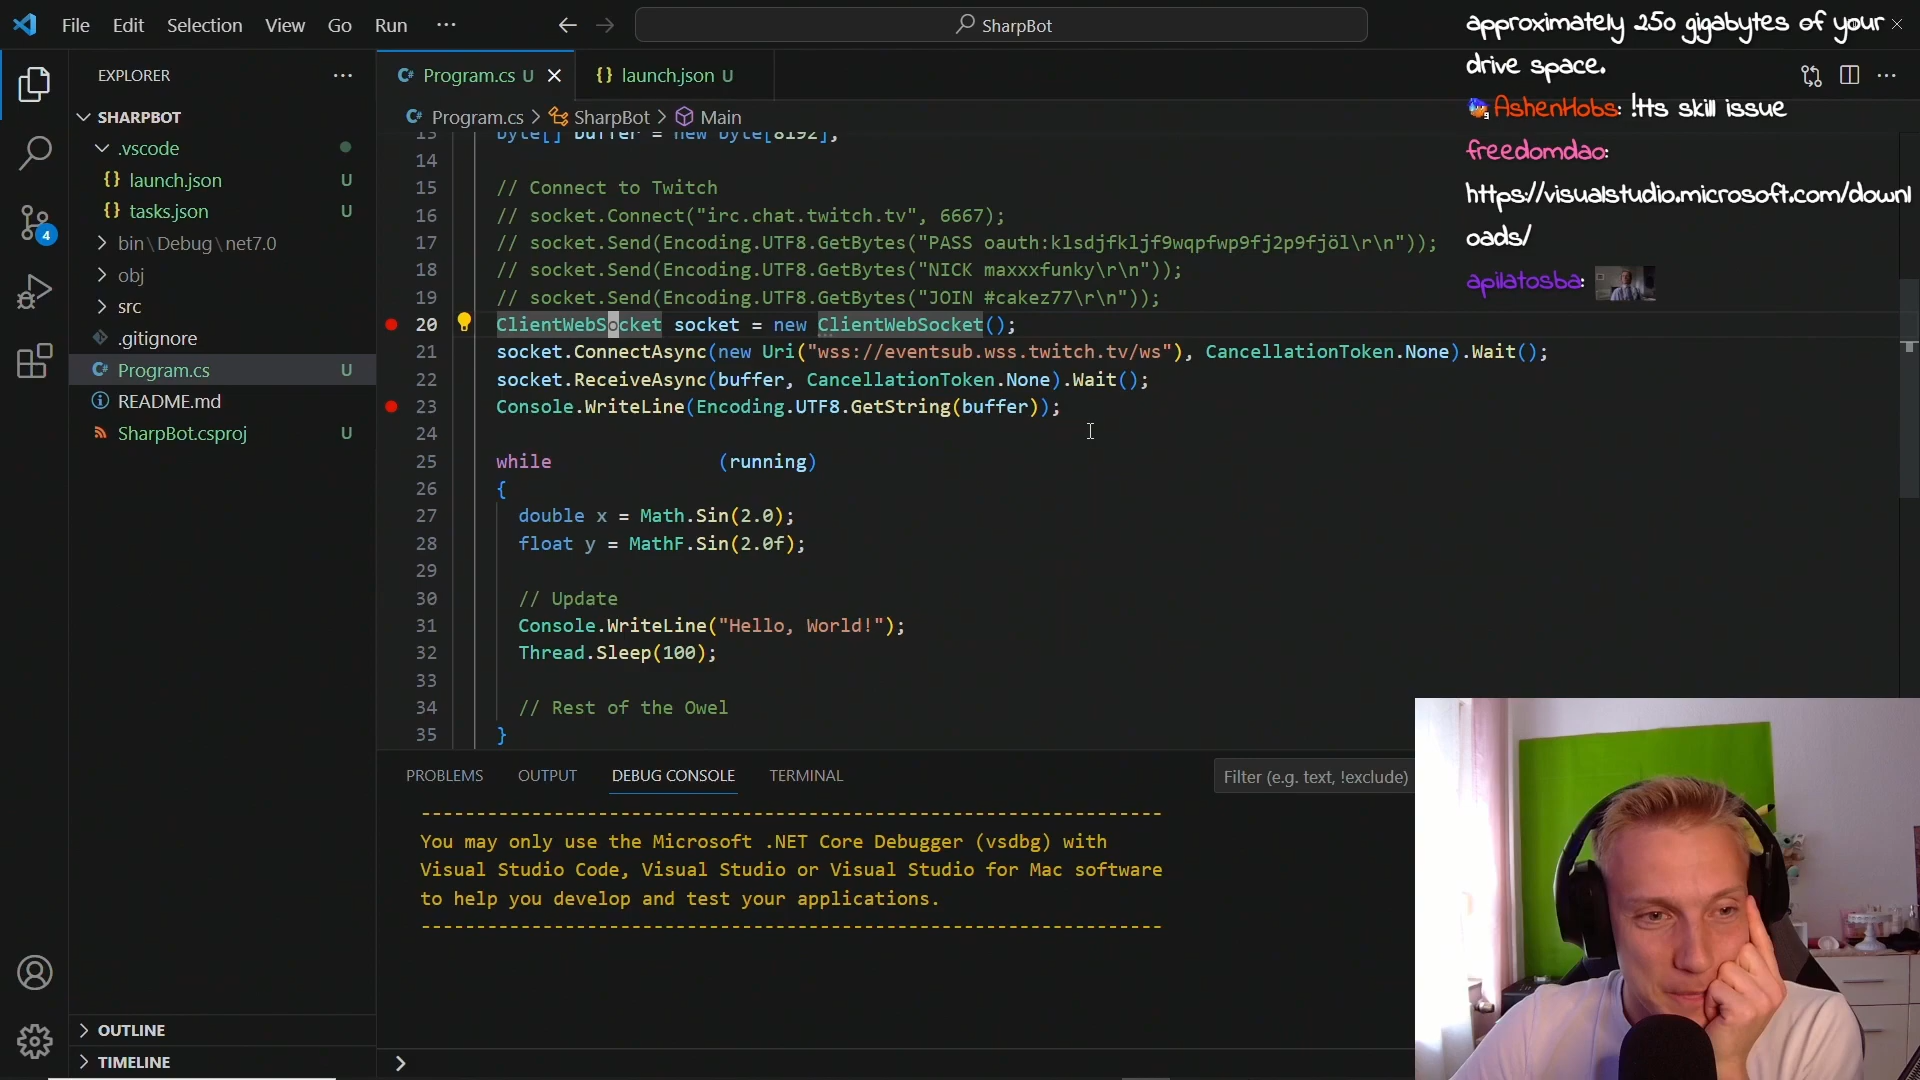 File Edit Selection View Go Run ···
SharpBot
approximately 250 gigabytes of your
drive space.
AshenHobs: !tts skill issue
freedomdao:
https://visualstudio.microsoft.com/downl
oads/
apilatosba:
EXPLORER ···
SHARPBOT
.vscode
{} launch.json U
{} tasks.json U
bin\Debug\net7.0
obj
src
.gitignore
C# Program.cs U
README.md
SharpBot.csproj U
4
OUTLINE
TIMELINE
C# Program.cs U
{} launch.json U
C# Program.cs > SharpBot > Main
13 byte[] buffer = new byte[8192];
14
15 // Connect to Twitch
16 // socket.Connect("irc.chat.twitch.tv", 6667);
17 // socket.Send(Encoding.UTF8.GetBytes("PASS oauth:klsdjfkljf9wqpfwp9fj2p9fjöl\r\n"));
18 // socket.Send(Encoding.UTF8.GetBytes("NICK maxxxfunky\r\n"));
19 // socket.Send(Encoding.UTF8.GetBytes("JOIN #cakez77\r\n"));
20 ClientWebSocket socket = new ClientWebSocket();
21 socket.ConnectAsync(new Uri("wss://eventsub.wss.twitch.tv/ws"), CancellationToken.None).Wait();
22 socket.ReceiveAsync(buffer, CancellationToken.None).Wait();
23 Console.WriteLine(Encoding.UTF8.GetString(buffer));
24
25 while (running)
26 {
27 double x = Math.Sin(2.0);
28 float y = MathF.Sin(2.0f);
29
30 // Update
31 Console.WriteLine("Hello, World!");
32 Thread.Sleep(100);
33
34 // Rest of the Owel
35 }
PROBLEMS OUTPUT DEBUG CONSOLE TERMINAL
Filter (e.g. text, !exclude)
-------------------------------------------------------------------
You may only use the Microsoft .NET Core Debugger (vsdbg) with
Visual Studio Code, Visual Studio or Visual Studio for Mac software
to help you develop and test your applications.
-------------------------------------------------------------------